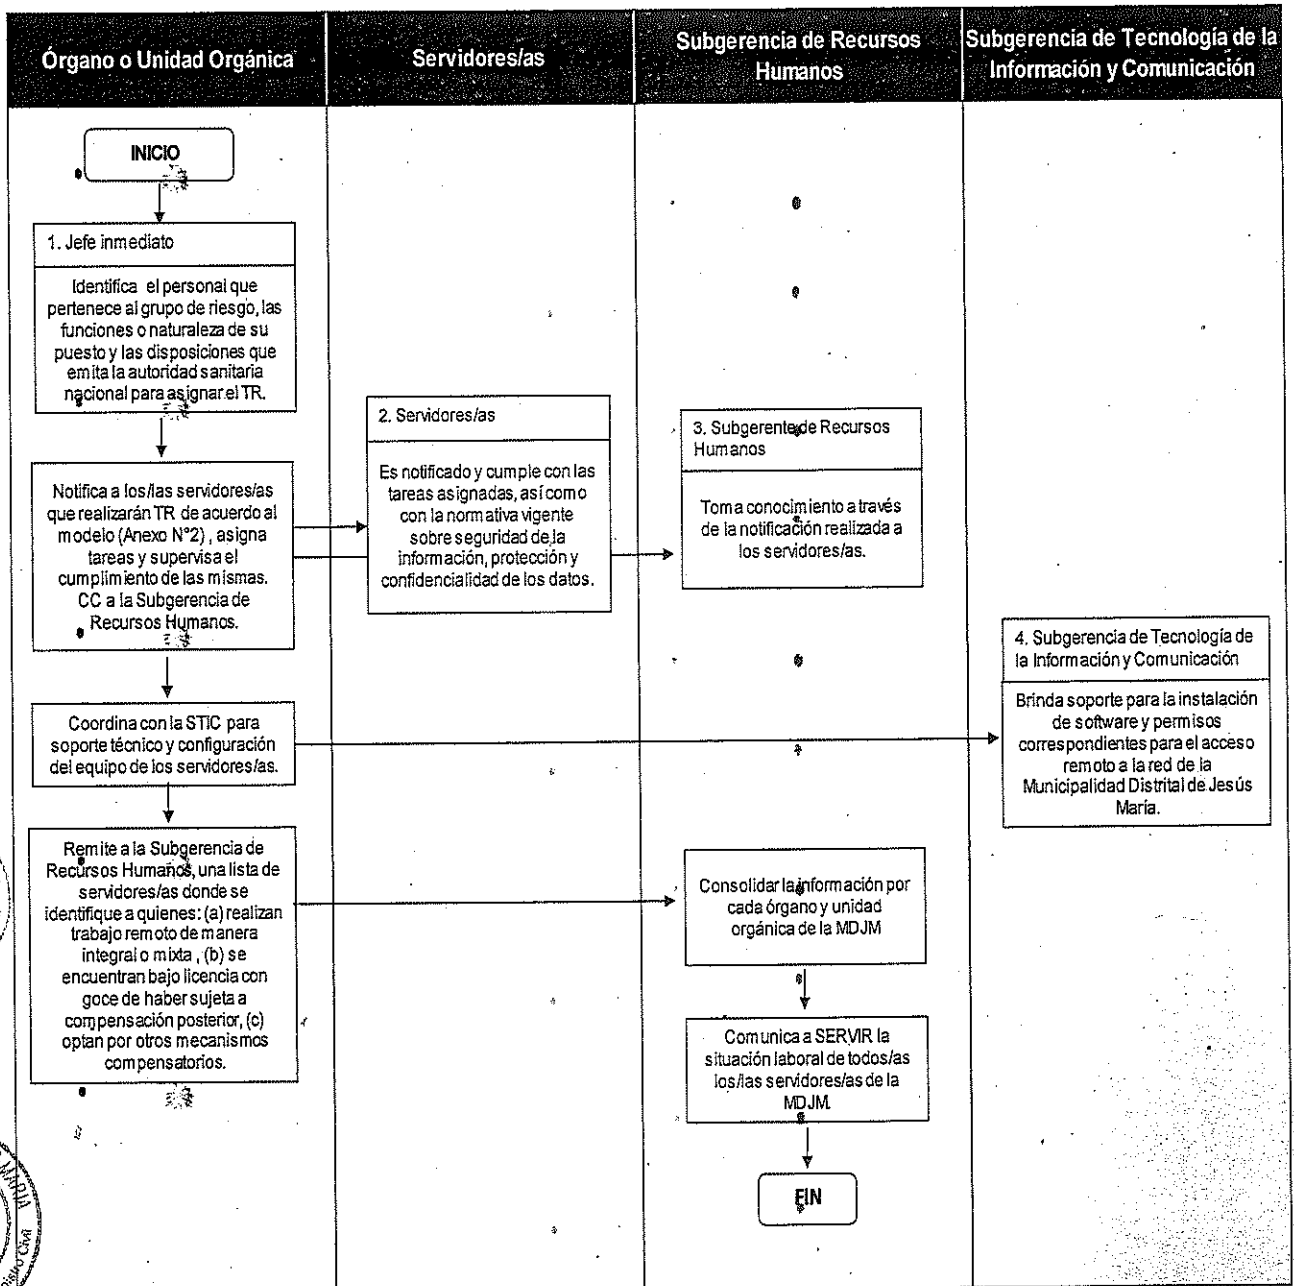 Órgano o Unidad Orgánica
Servidores/as
Subgerencia de Recursos
Humanos
Subgerencia de Tecnología de la
Información y Comunicación
INICIO
1. Jefe inmediato
Identifica el personal que
pertenece al grupo de riesgo, las
funciones o naturaleza de su
puesto y las disposiciones que
emita la autoridad sanitaria
nacional para asignar el TR.
Notifica a los/las servidores/as
que realizarán TR de acuerdo al
modelo (Anexo N°2) , asigna
tareas y supervisa el
cumplimiento de las mismas.
CC a la Subgerencia de
Recursos Humanos.
2. Servidores/as
Es notificado y cumple con las
tareas asignadas, así como
con la normativa vigente
sobre seguridad de la
información, protección y
confidencialidad de los datos.
3. Subgerente de Recursos
Humanos
Toma conocimiento a través
de la notificación realizada a
los servidores/as.
Coordina con la STIC para
soporte técnico y configuración
del equipo de los servidores/as.
4. Subgerencia de Tecnología de
la Información y Comunicación
Brinda soporte para la instalación
de software y permisos
correspondientes para el acceso
remoto a la red de la
Municipalidad Distrital de Jesús
María.
Remite a la Subgerencia de
Recursos Humanos, una lista de
servidores/as donde se
identifique a quienes: (a) realizan
trabajo remoto de manera
integral o mixta , (b) se
encuentran bajo licencia con
goce de haber sujeta a
compensación posterior, (c)
optan por otros mecanismos
compensatorios.
Consolidar la información por
cada órgano y unidad
orgánica de la MDJM
Comunica a SERVIR la
situación laboral de todos/as
los/las servidores/as de la
MDJM.
FIN
MARIA
Civil